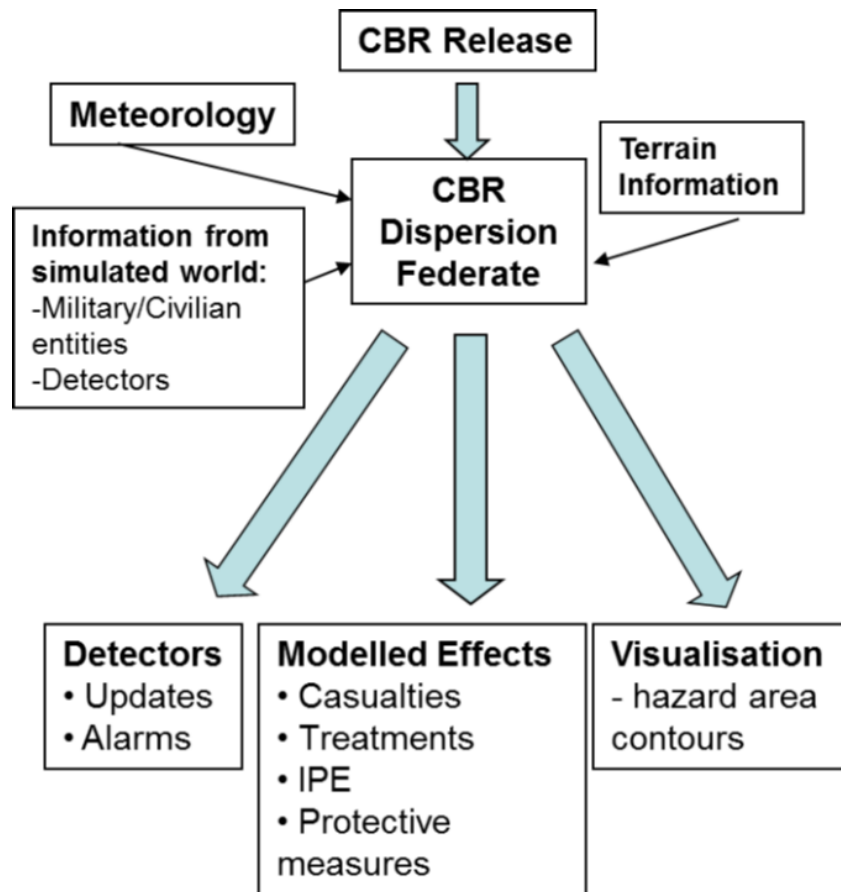 CBR Release
Meteorology
CBR
Dispersion
Federate
Terrain
Information
Information from
simulated world:
-Military/Civilian
entities
-Detectors
Detectors
• Updates
• Alarms
Modelled Effects
• Casualties
• Treatments
• IPE
• Protective
measures
Visualisation
- hazard area
contours